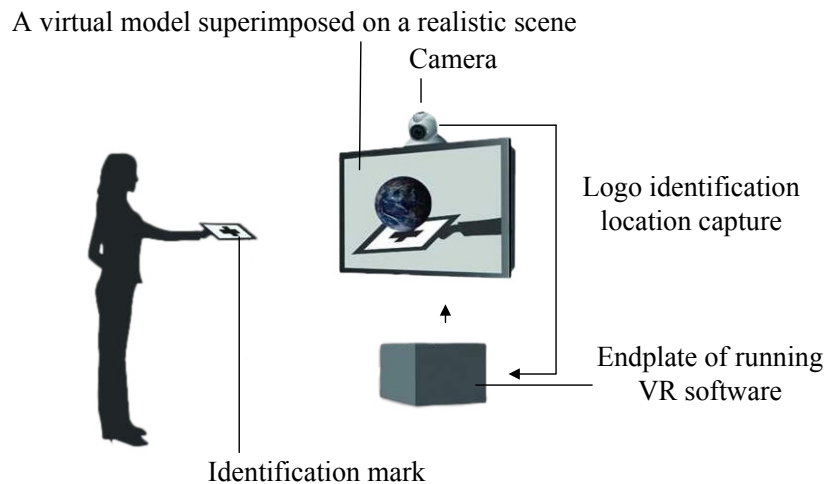 A virtual model superimposed on a realistic scene
Camera
Logo identification
location capture
Endplate of running
VR software
Identification mark